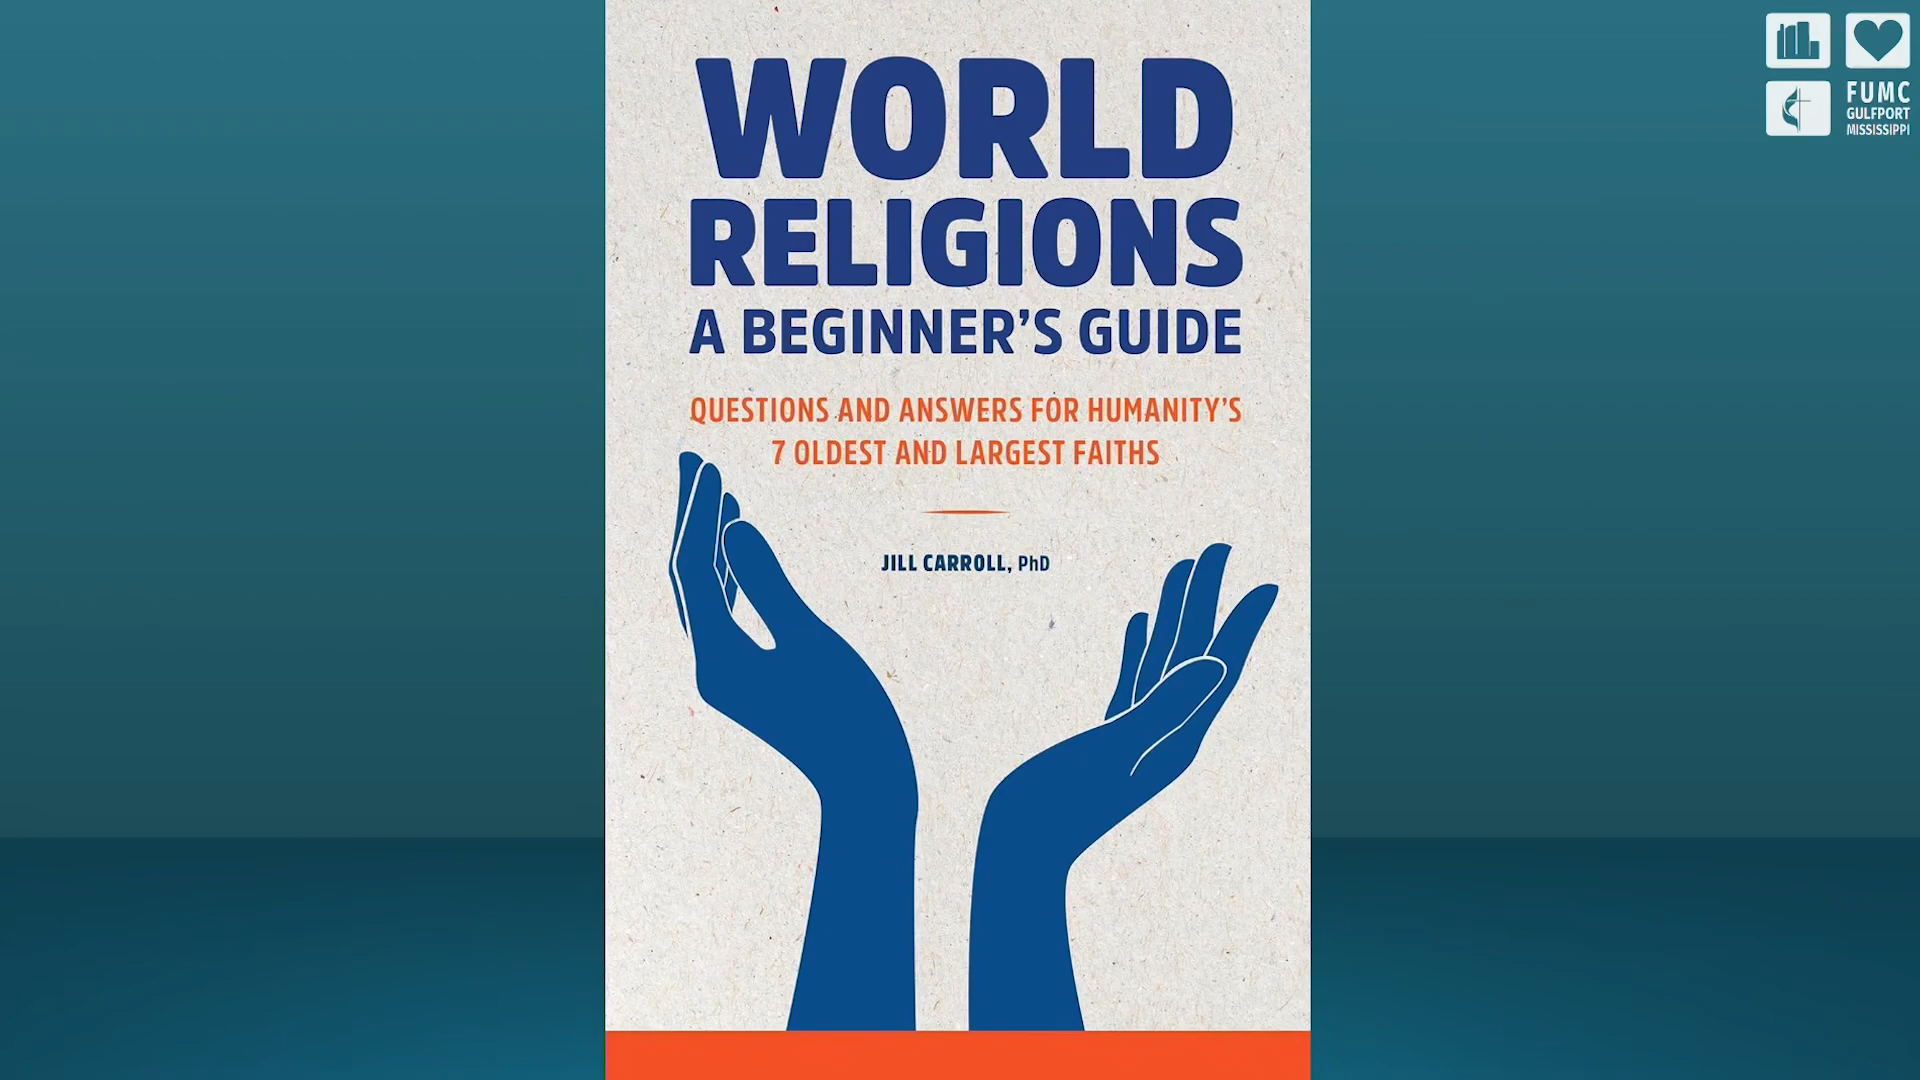 WORLD
RELIGIONS
A BEGINNER'S GUIDE
QUESTIONS AND ANSWERS FOR HUMANITY'S
7 OLDEST AND LARGEST FAITHS
JILL CARROLL, PhD
FUMC
GULFPORT
MISSISSIPPI